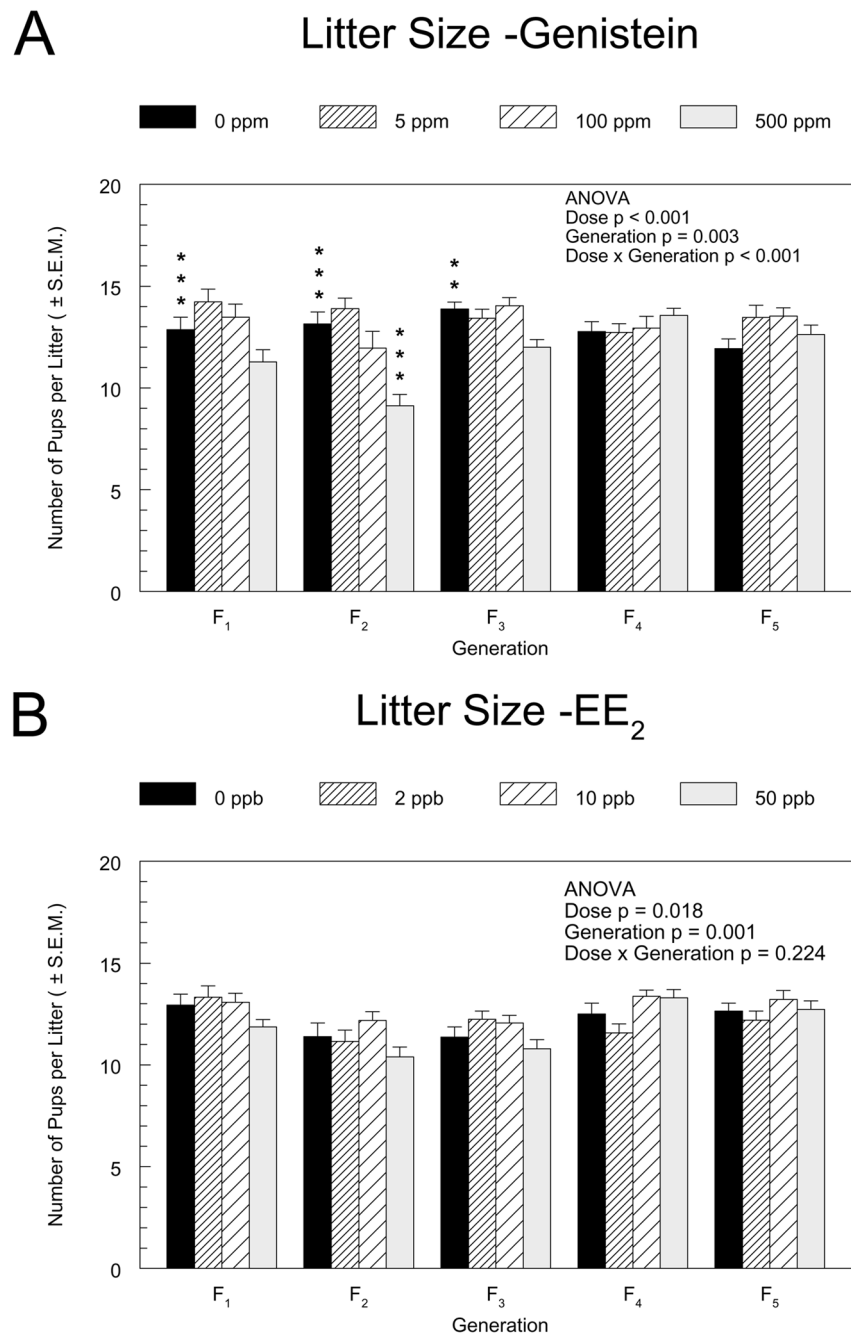 A
Litter Size -Genistein
0 ppm 5 ppm 100 ppm 500 ppm
Number of Pups per Litter ( ± S.E.M.)
20
15
10
5
0
ANOVA
Dose p < 0.001
Generation p = 0.003
Dose x Generation p < 0.001
***
***
***
**
F₁ F₂ F₃ F₄ F₅
Generation
B
Litter Size -EE₂
0 ppb 2 ppb 10 ppb 50 ppb
Number of Pups per Litter ( ± S.E.M.)
20
15
10
5
0
ANOVA
Dose p = 0.018
Generation p = 0.001
Dose x Generation p = 0.224
F₁ F₂ F₃ F₄ F₅
Generation